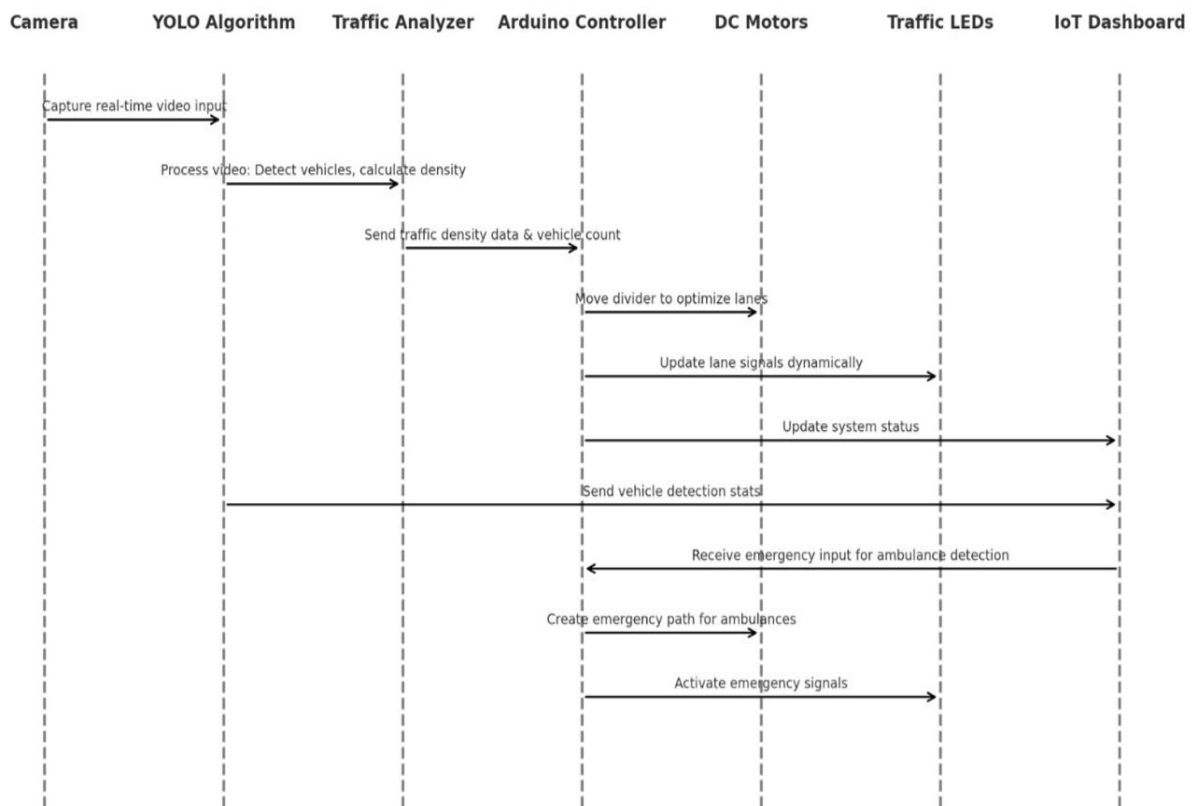 Camera YOLO Algorithm Traffic Analyzer Arduino Controller DC Motors Traffic LEDs IoT Dashboard
Capture real-time video input
Process video: Detect vehicles, calculate density
Send traffic density data & vehicle count
Move divider to optimize lanes
Update lane signals dynamically
Update system status
Send vehicle detection stats
Receive emergency input for ambulance detection
Create emergency path for ambulances
Activate emergency signals